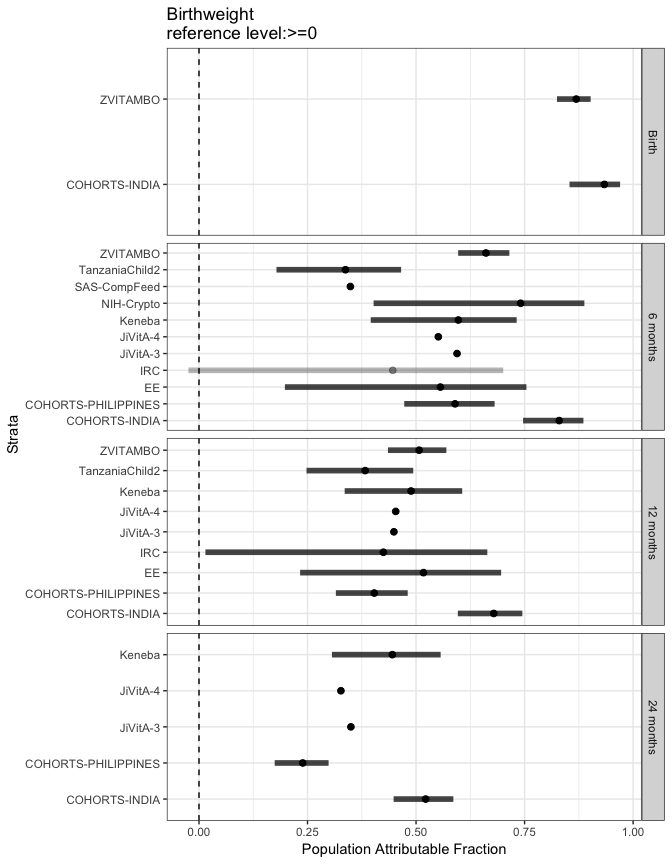 Birthweight
reference level:>=0
Strata
ZVITAMBO
COHORTS-INDIA
Birth
ZVITAMBO
TanzaniaChild2
SAS-CompFeed
NIH-Crypto
Keneba
JiVitA-4
JiVitA-3
IRC
EE
COHORTS-PHILIPPINES
COHORTS-INDIA
6 months
ZVITAMBO
TanzaniaChild2
Keneba
JiVitA-4
JiVitA-3
IRC
EE
COHORTS-PHILIPPINES
COHORTS-INDIA
12 months
Keneba
JiVitA-4
JiVitA-3
COHORTS-PHILIPPINES
COHORTS-INDIA
24 months
0.00 0.25 0.50 0.75 1.00
Population Attributable Fraction